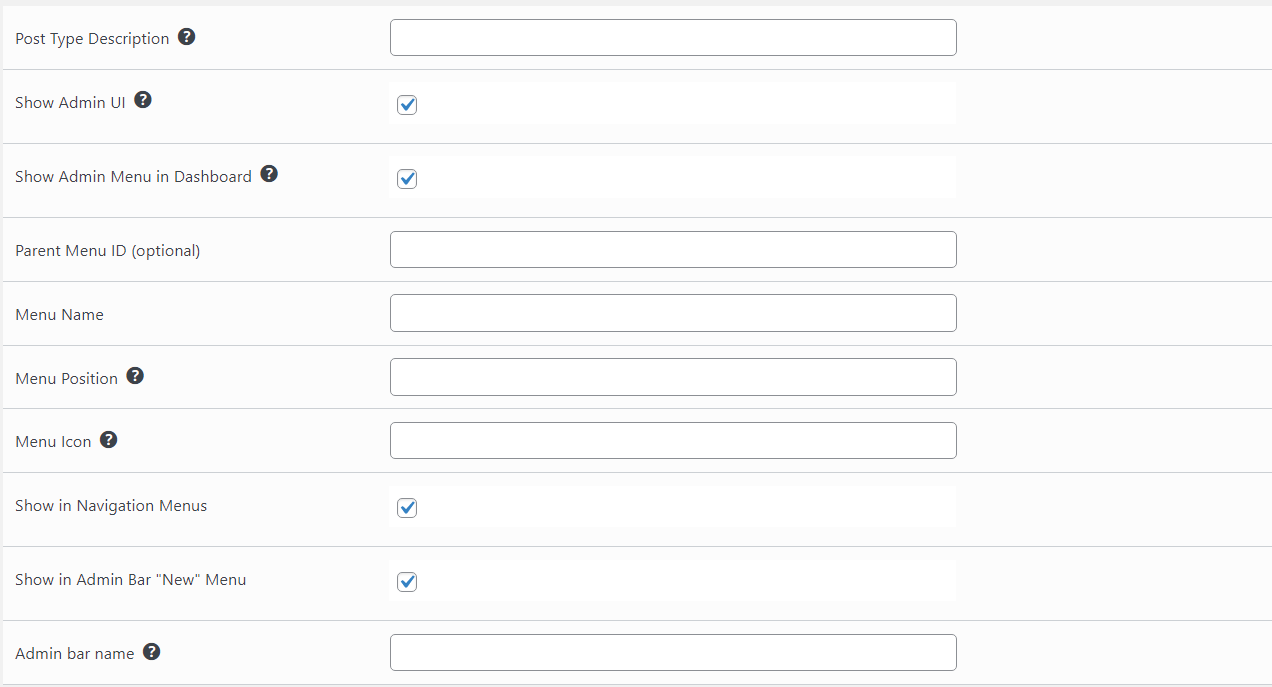 Post Type Description ?
Show Admin UI ?
Show Admin Menu in Dashboard ?
Parent Menu ID (optional)
Menu Name
Menu Position ?
Menu Icon ?
Show in Navigation Menus
Show in Admin Bar "New" Menu
Admin bar name ?